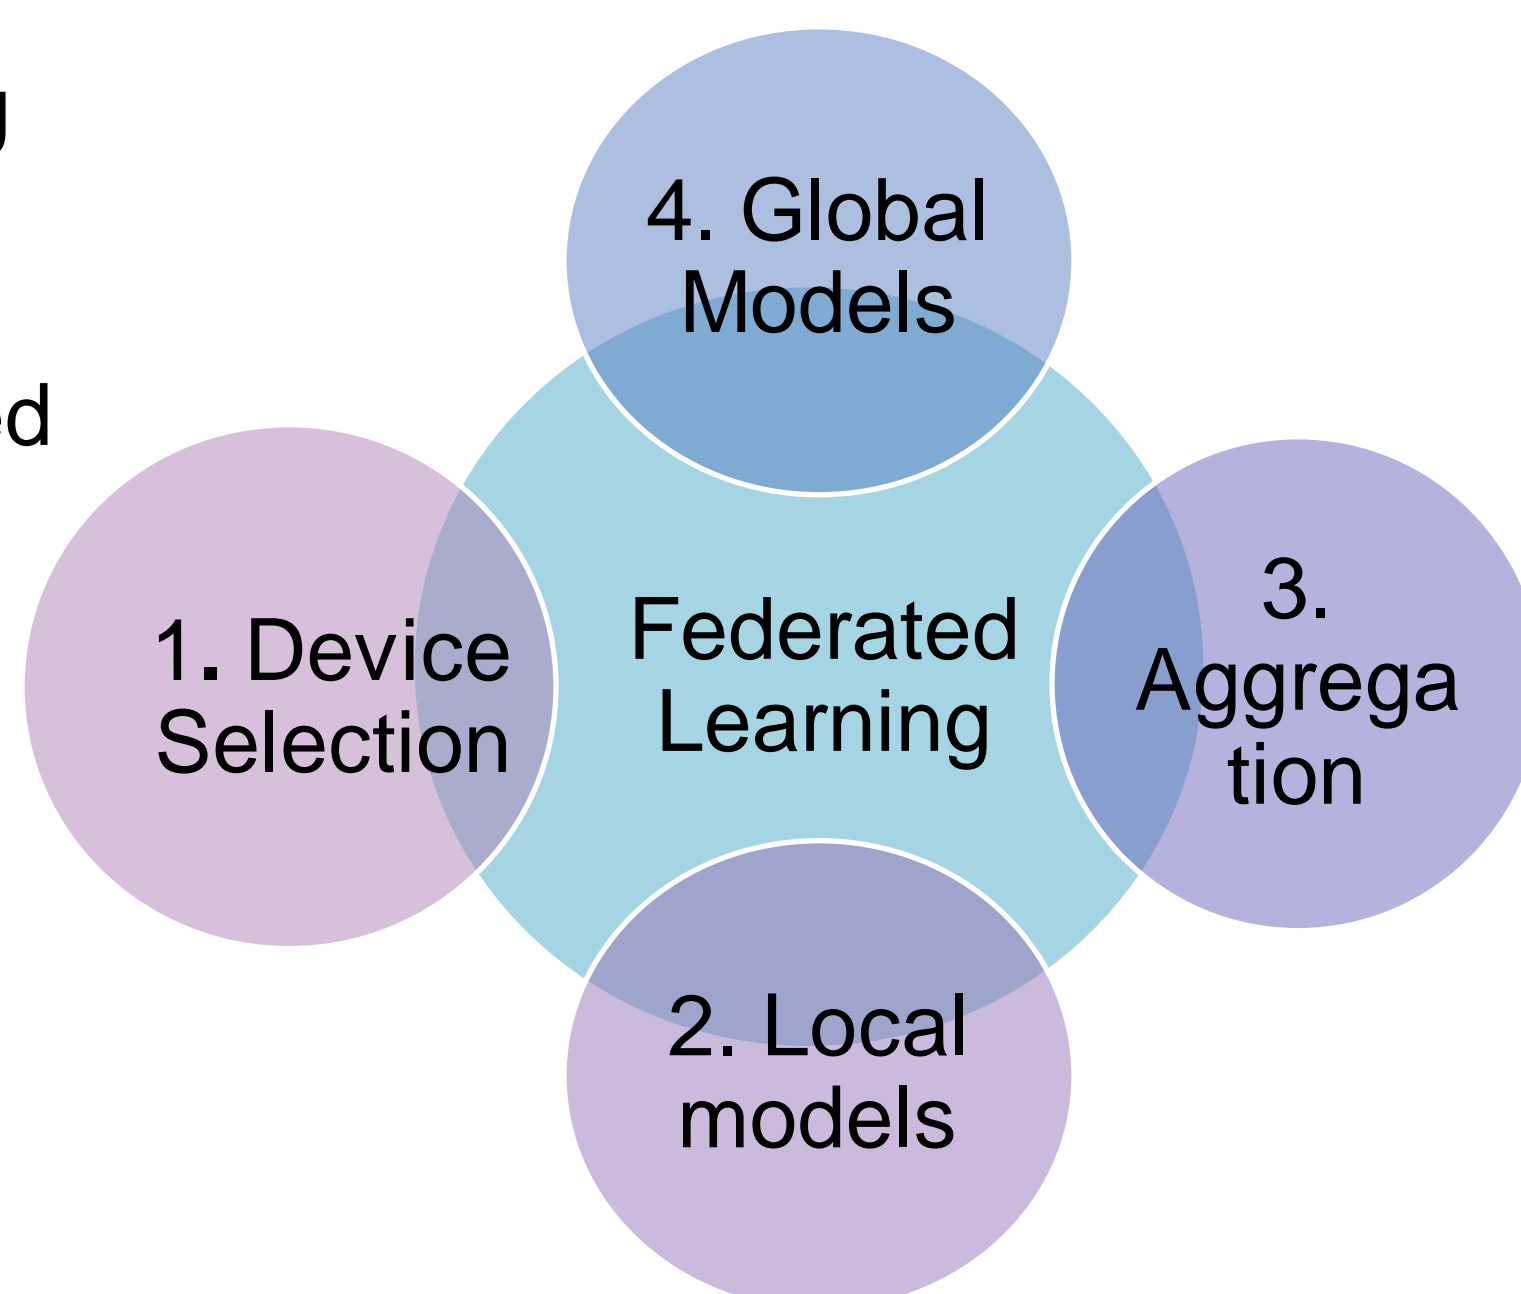 4. Global
Models
1. Device
Selection
Federated
Learning
3.
Aggrega
tion
2. Local
models